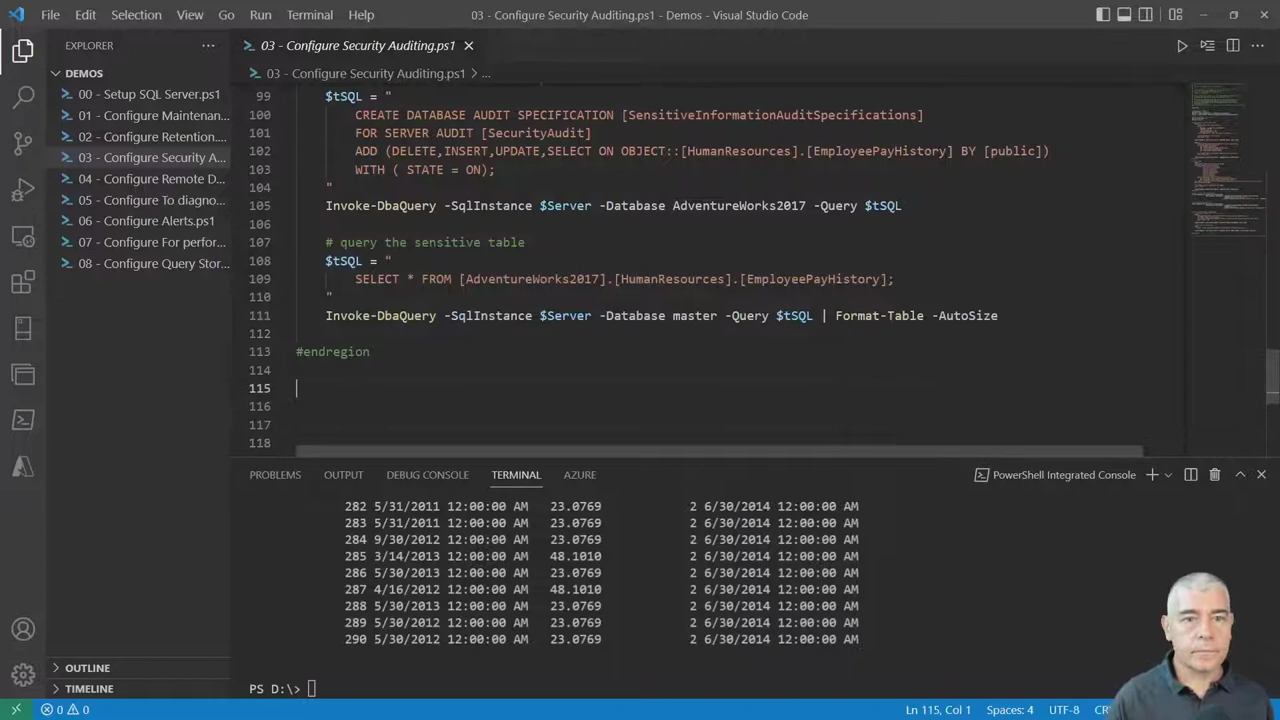 File Edit Selection View Go Run Terminal Help 03 - Configure Security Auditing.ps1 - Demos - Visual Studio Code
EXPLORER
DEMOS
00 - Setup SQL Server.ps1
01 - Configure Maintenan...
02 - Configure Retention....
03 - Configure Security A...
04 - Configure Remote D...
05 - Configure To diagno...
06 - Configure Alerts.ps1
07 - Configure For perfor...
08 - Configure Query Stor...
OUTLINE
TIMELINE
03 - Configure Security Auditing.ps1
03 - Configure Security Auditing.ps1 > ...
99 $tSQL = "
100 CREATE DATABASE AUDIT SPECIFICATION [SensitiveInformationAuditSpecifications]
101 FOR SERVER AUDIT [SecurityAudit]
102 ADD (DELETE,INSERT,UPDATE,SELECT ON OBJECT::[HumanResources].[EmployeePayHistory] BY [public])
103 WITH ( STATE = ON);
104 "
105 Invoke-DbaQuery -SqlInstance $Server -Database AdventureWorks2017 -Query $tSQL
106
107 # query the sensitive table
108 $tSQL = "
109 SELECT * FROM [AdventureWorks2017].[HumanResources].[EmployeePayHistory];
110 "
111 Invoke-DbaQuery -SqlInstance $Server -Database master -Query $tSQL | Format-Table -AutoSize
112
113 #endregion
114
115
116
117
118
PROBLEMS OUTPUT DEBUG CONSOLE TERMINAL AZURE PowerShell Integrated Console
282 5/31/2011 12:00:00 AM 23.0769 2 6/30/2014 12:00:00 AM
283 5/31/2011 12:00:00 AM 23.0769 2 6/30/2014 12:00:00 AM
284 9/30/2012 12:00:00 AM 23.0769 2 6/30/2014 12:00:00 AM
285 3/14/2013 12:00:00 AM 48.1010 2 6/30/2014 12:00:00 AM
286 5/30/2013 12:00:00 AM 23.0769 2 6/30/2014 12:00:00 AM
287 4/16/2012 12:00:00 AM 48.1010 2 6/30/2014 12:00:00 AM
288 5/30/2013 12:00:00 AM 23.0769 2 6/30/2014 12:00:00 AM
289 5/30/2012 12:00:00 AM 23.0769 2 6/30/2014 12:00:00 AM
290 5/30/2012 12:00:00 AM 23.0769 2 6/30/2014 12:00:00 AM
PS D:\>
0 0 Ln 115, Col 1 Spaces: 4 UTF-8